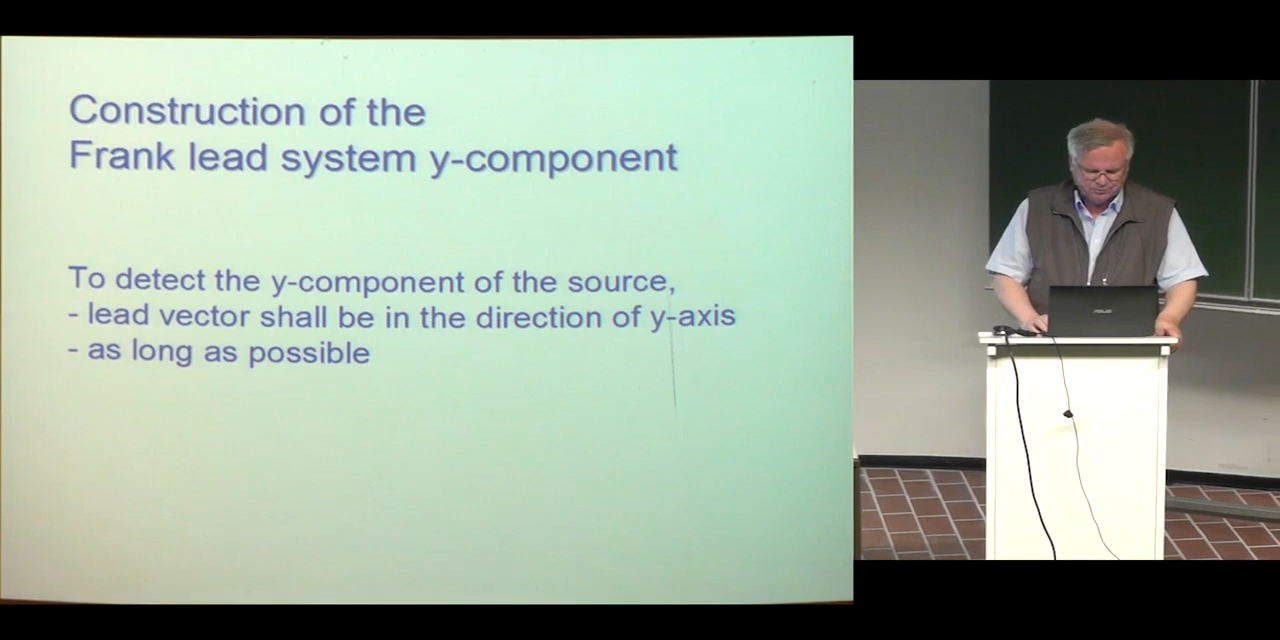 Construction of the
Frank lead system y-component
To detect the y-component of the source,
- lead vector shall be in the direction of y-axis
- as long as possible
ASUS